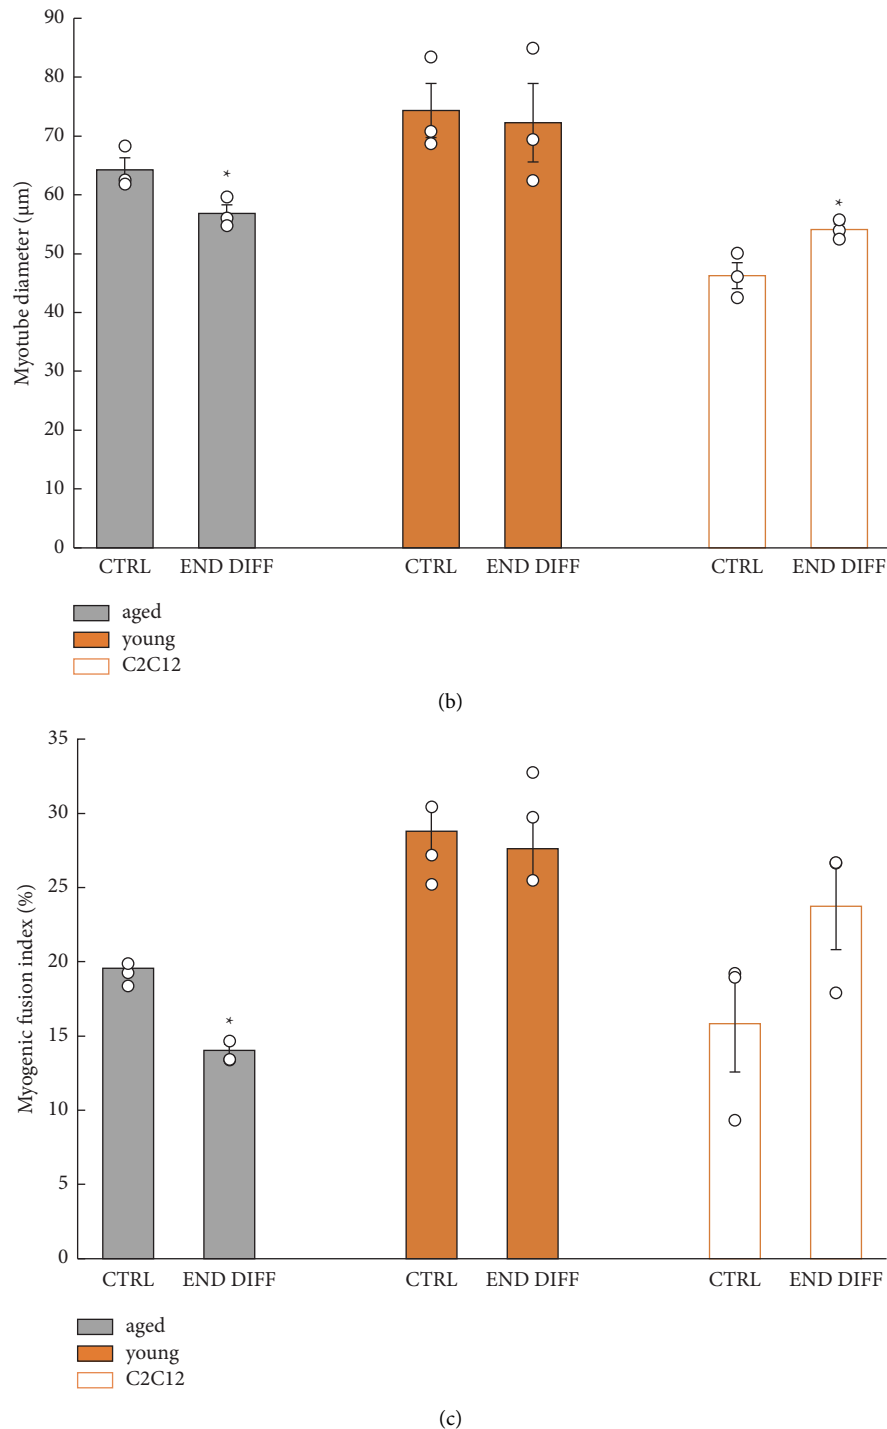 90
80
70
60
50
40
30
20
10
0
Myotube diameter (μm)
*
*
CTRL END DIFF CTRL END DIFF CTRL END DIFF
aged
young
C2C12
(b)
35
30
25
20
15
10
5
0
Myogenic fusion index (%)
*
CTRL END DIFF CTRL END DIFF CTRL END DIFF
aged
young
C2C12
(c)